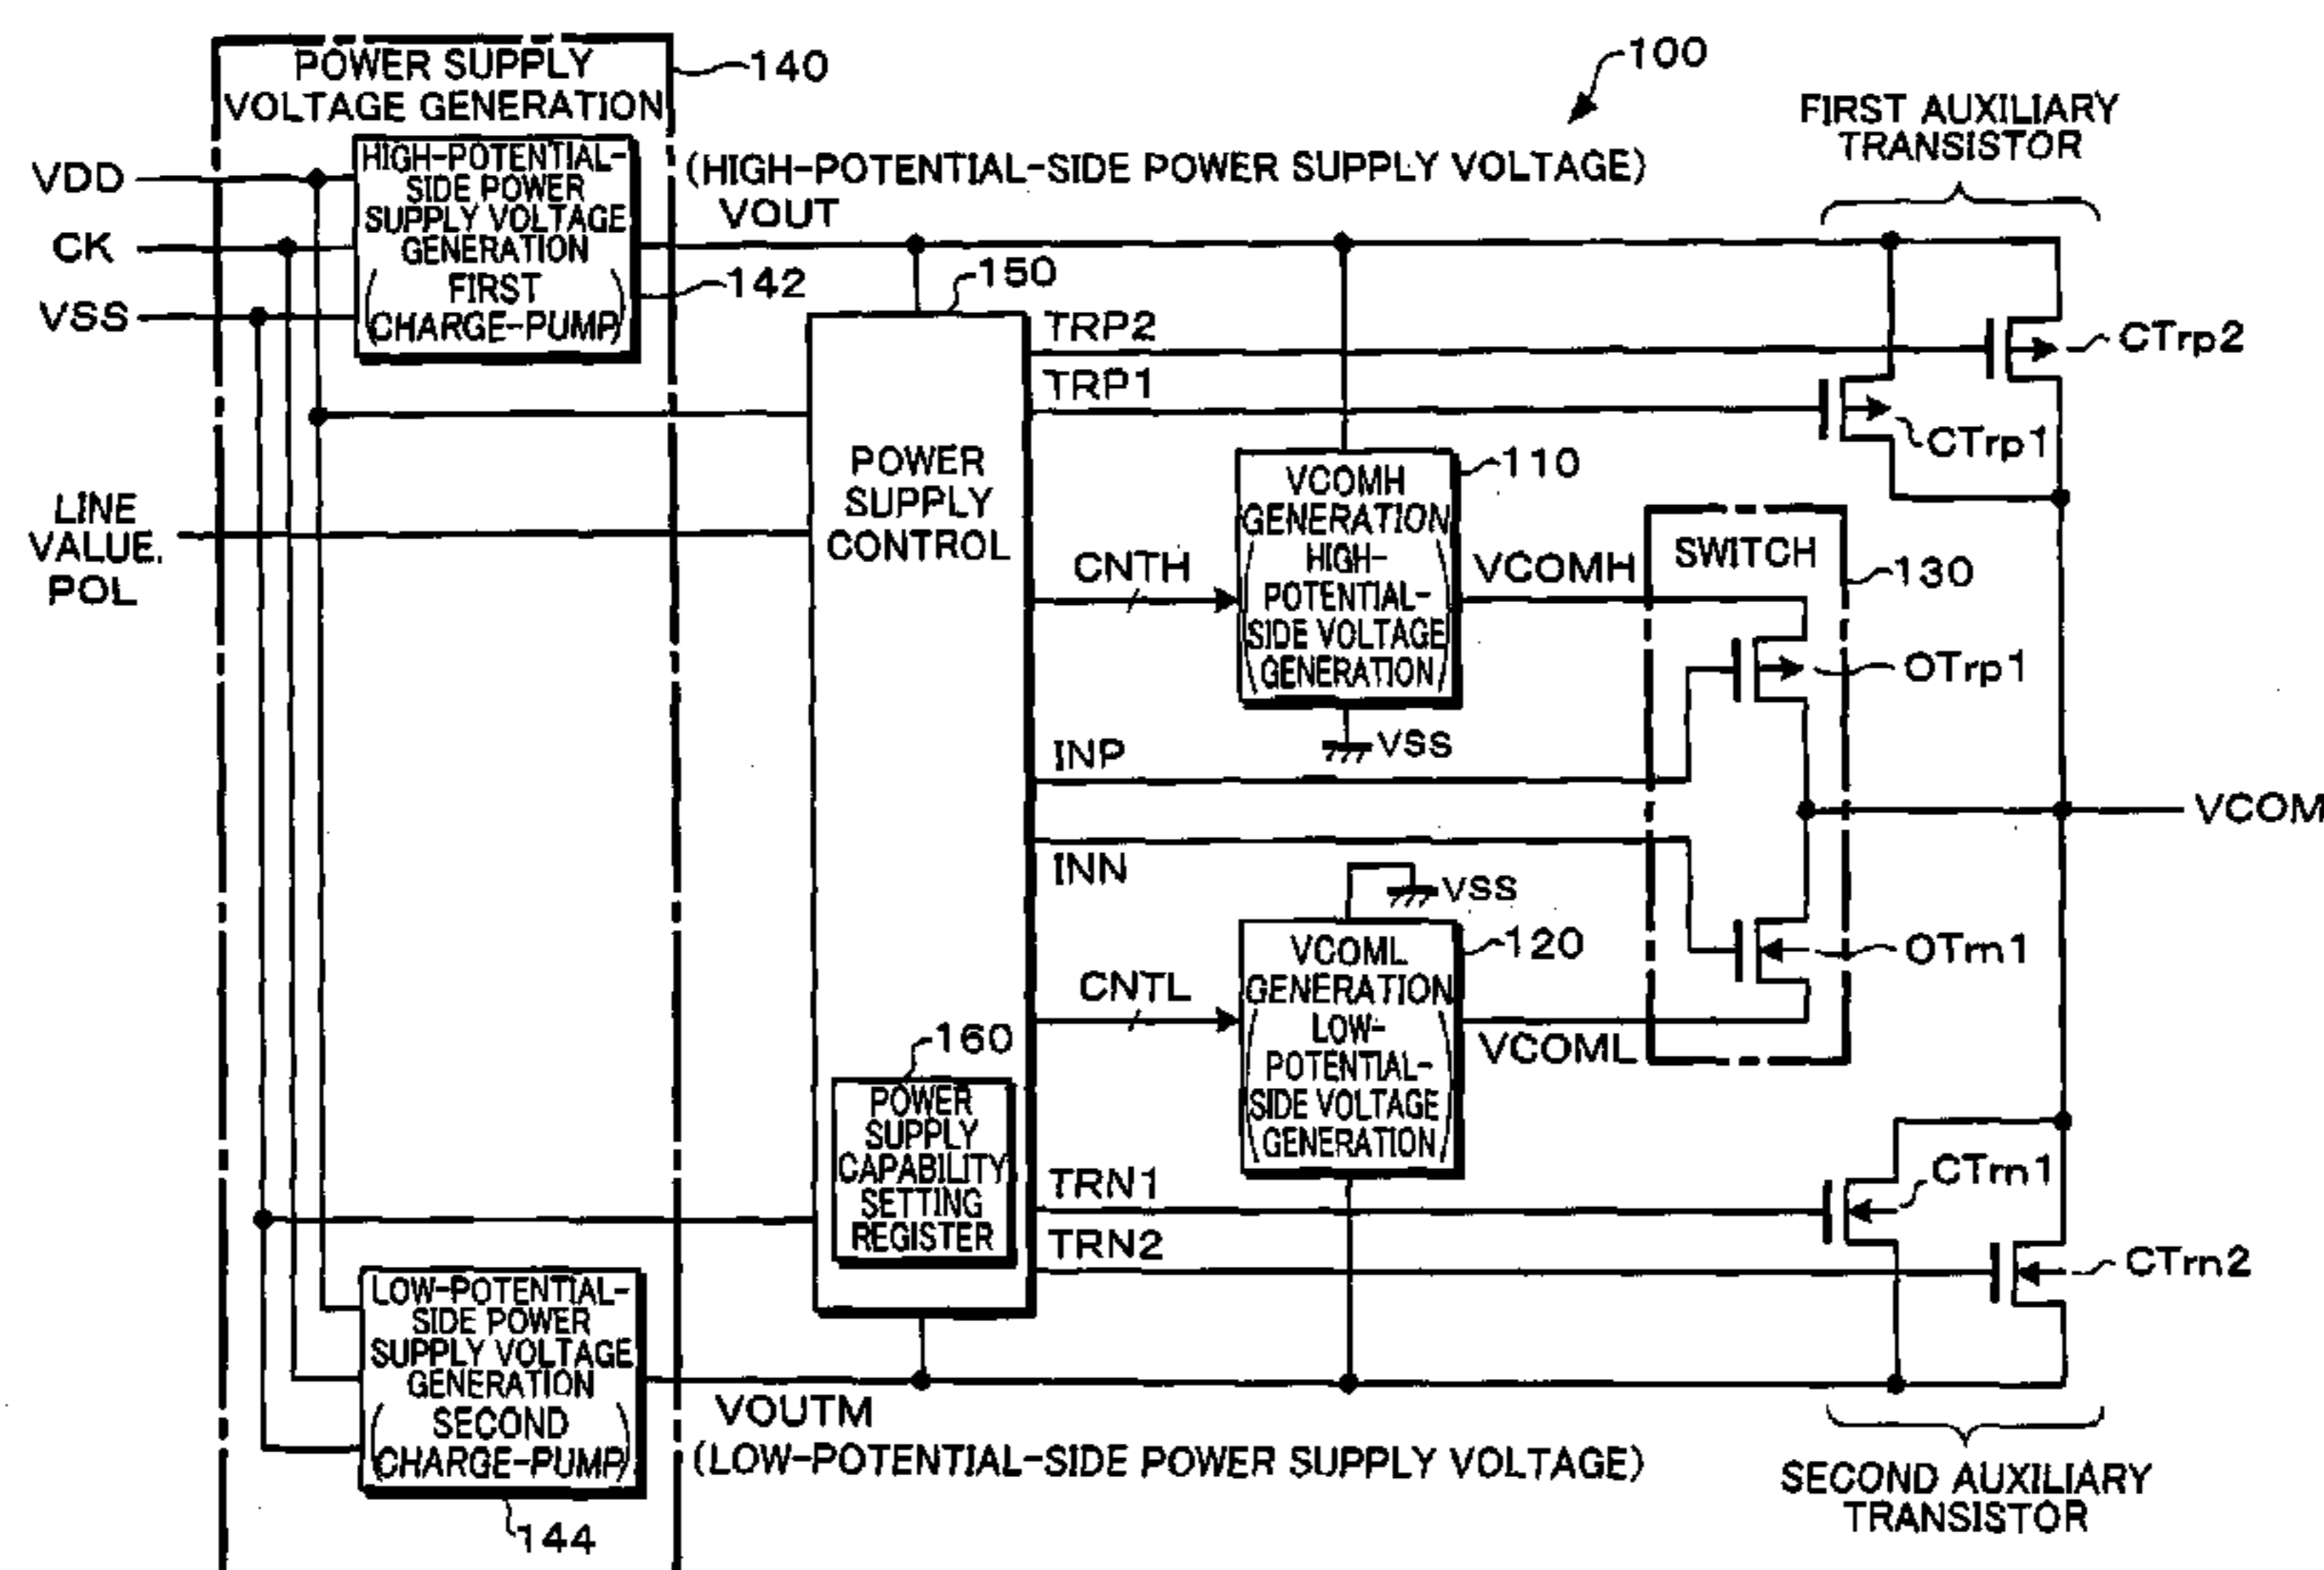 100
POWER SUPPLY
VOLTAGE GENERATION
140
FIRST AUXILIARY
TRANSISTOR
VDD
CK
VSS
HIGH-POTENTIAL-
SIDE POWER
SUPPLY VOLTAGE
GENERATION
(FIRST
CHARGE-PUMP)
142
(HIGH-POTENTIAL-SIDE POWER SUPPLY VOLTAGE)
VOUT
150
TRP2
TRP1
CTrp2
CTrp1
LINE
VALUE.
POL
POWER
SUPPLY
CONTROL
CNTH
VCOMH
GENERATION
(HIGH-
POTENTIAL-
SIDE VOLTAGE
GENERATION)
110
VSS
VCOMH
SWITCH
130
OTrp1
INP
INN
VCOM
VSS
CNTL
VCOML
GENERATION
(LOW-
POTENTIAL-
SIDE VOLTAGE
GENERATION)
120
VCOML
OTrn1
160
POWER
SUPPLY
CAPABILITY
SETTING
REGISTER
TRN1
TRN2
CTrn1
CTrn2
LOW-POTENTIAL-
SIDE POWER
SUPPLY VOLTAGE
GENERATION
(SECOND
CHARGE-PUMP)
144
VOUTM
(LOW-POTENTIAL-SIDE POWER SUPPLY VOLTAGE)
SECOND AUXILIARY
TRANSISTOR